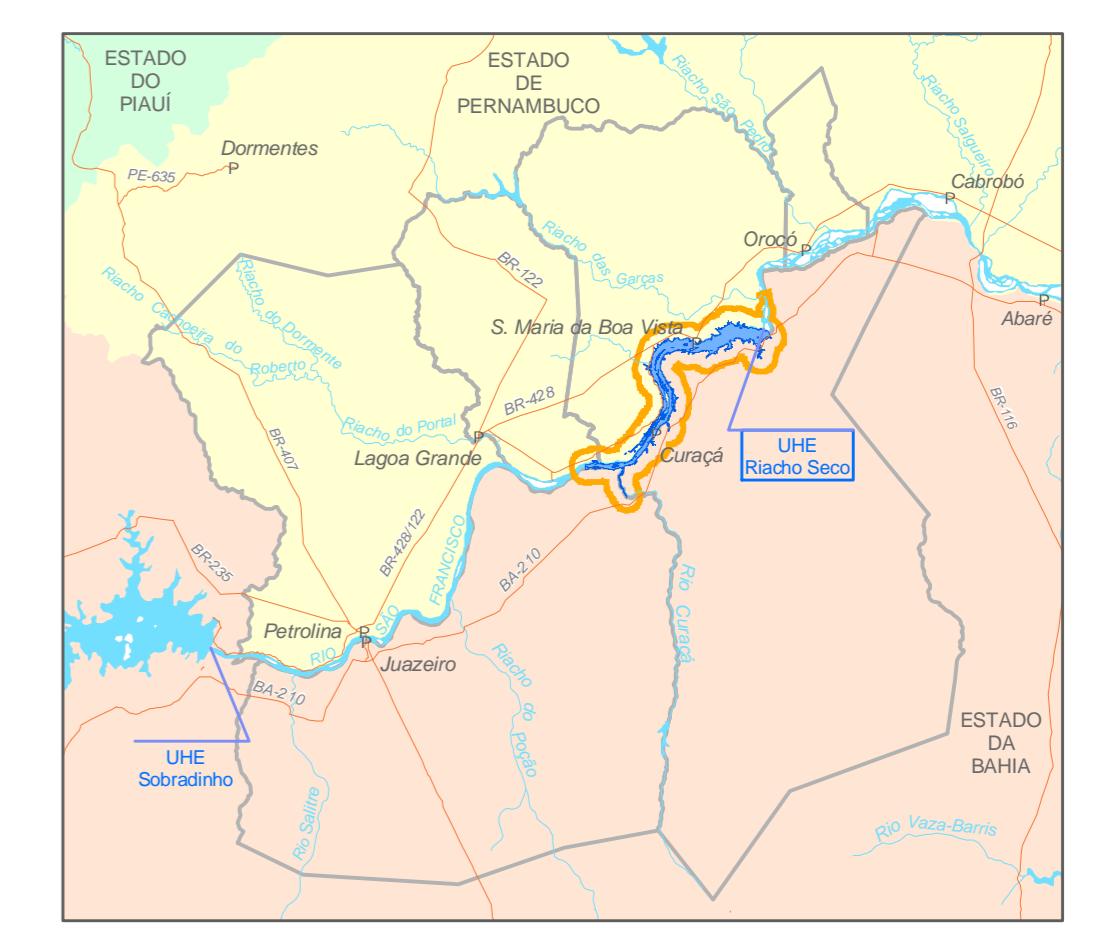 ESTADO
DO
PIAUÍ
ESTADO
DE
PERNAMBUCO
Riacho São Pedro
Riacho Salgueiro
Dormentes
P
PE-635
Cabrobó
P
Orocó
P
Riacho das Garças
BR-122
Riacho do Dormente
Riacho Cachoeira do Roberto
Abaré
P
S. Maria da Boa Vista
P
BR-116
BR-428
Riacho do Portal
P
Lagoa Grande
BR-407
P
Curaçá
UHE
Riacho Seco
BR-428/122
BR-235
BA-210
RIO SÃO FRANCISCO
Rio Curaçá
Petrolina
P
P
Juazeiro
Riacho do Poção
BA-210
ESTADO
DA
BAHIA
UHE
Sobradinho
Rio Salitre
Rio Vaza-Barris